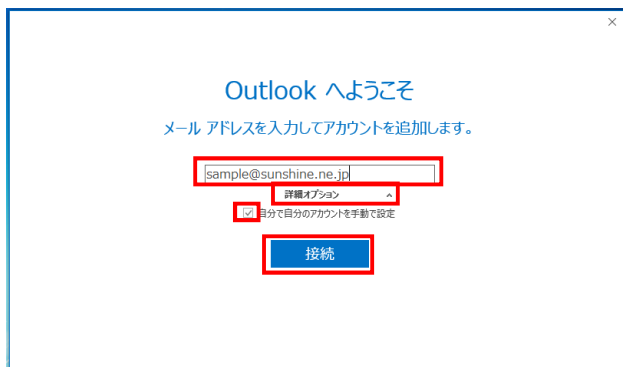 Outlook へようこそ
メール アドレスを入力してアカウントを追加します。
sample@sunshine.ne.jp
詳細オプション
自分で自分のアカウントを手動で設定
接続